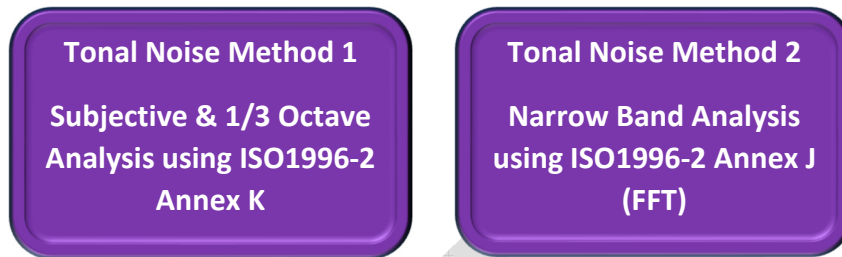 Tonal Noise Method 1
Subjective & 1/3 Octave
Analysis using ISO1996-2
Annex K
Tonal Noise Method 2
Narrow Band Analysis
using ISO1996-2 Annex J
(FFT)